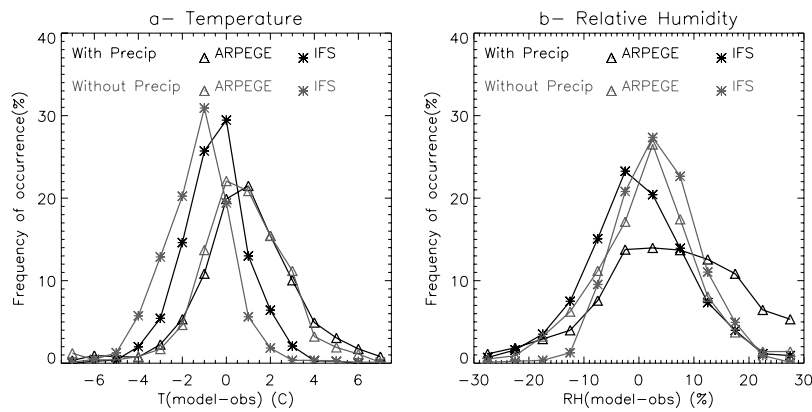 a- Temperature
With Precip ARPEGE IFS
Without Precip ARPEGE IFS
Frequency of occurrence(%)
40
30
20
10
0
-6 -4 -2 0 2 4 6
T(model-obs) (C)
b- Relative Humidity
With Precip ARPEGE IFS
Without Precip ARPEGE IFS
Frequency of occurrence(%)
40
30
20
10
0
-30 -20 -10 0 10 20 30
RH(model-obs) (%)